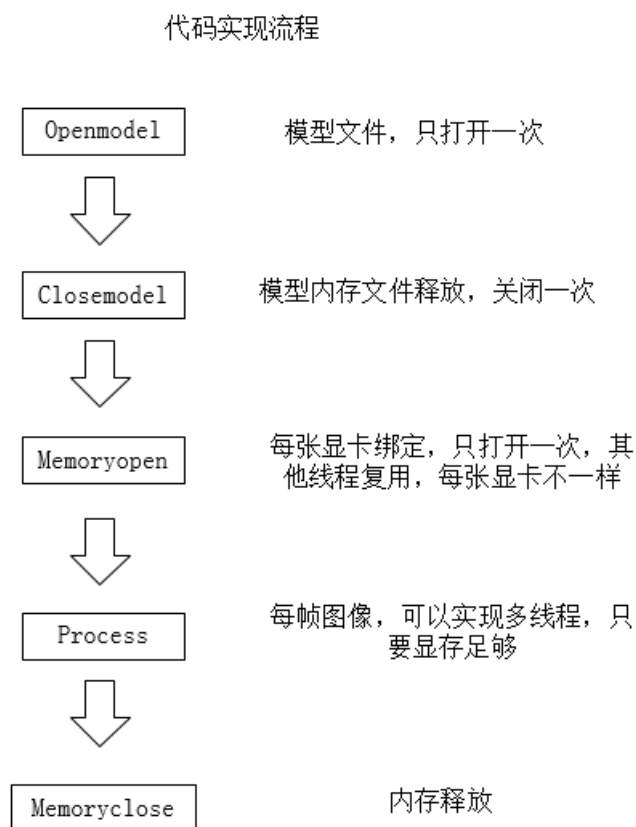 代码实现流程
Openmodel
模型文件，只打开一次
Closemodel
模型内存文件释放，关闭一次
Memoryopen
每张显卡绑定，只打开一次，其
他线程复用，每张显卡不一样
Process
每帧图像，可以实现多线程，只
要显存足够
Memoryclose
内存释放